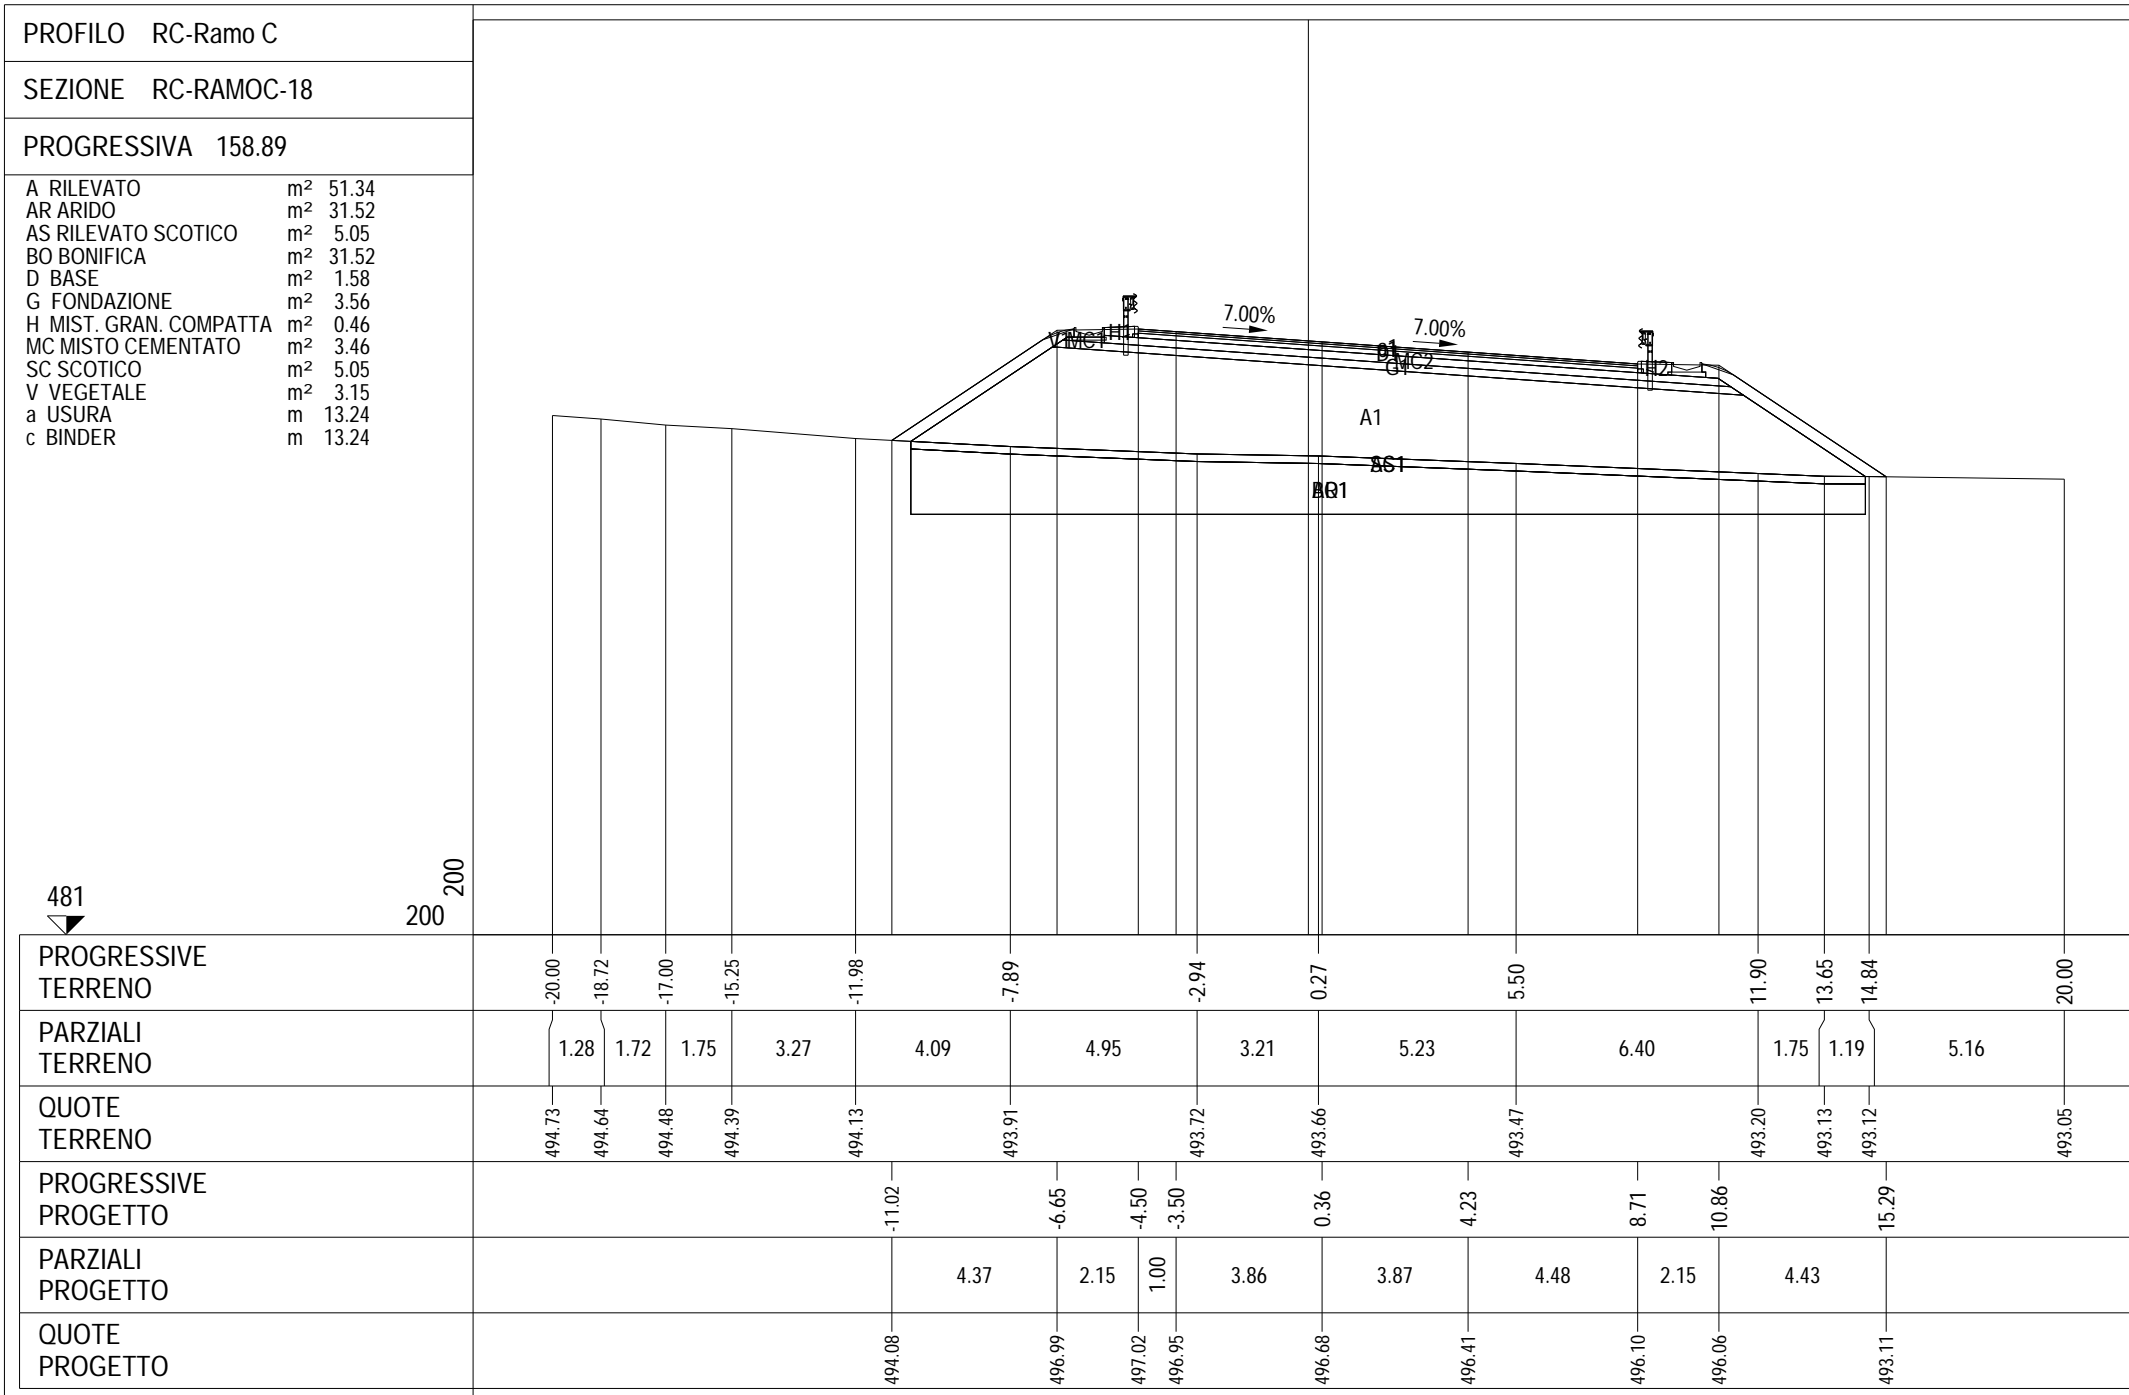 PROFILO RC-Ramo C
SEZIONE RC-RAMOC-18
PROGRESSIVA 158.89
A RILEVATO m² 51.34
AR ARIDO m² 31.52
AS RILEVATO SCOTICO m² 5.05
BO BONIFICA m² 31.52
D BASE m² 1.58
G FONDAZIONE m² 3.56
H MIST. GRAN. COMPATTA m² 0.46
MC MISTO CEMENTATO m² 3.46
SC SCOTICO m² 5.05
V VEGETALE m² 3.15
a USURA m 13.24
c BINDER m 13.24
7.00%
7.00%
MC1
H1
MC2
G1
A1
AS1
481
200
200
PROGRESSIVE
TERRENO
-20.00 -18.72 -17.00 -15.25 -11.98 -7.89 -2.94 0.27 5.50 11.90 13.65 14.84 20.00
PARZIALI
TERRENO
1.28 1.72 1.75 3.27 4.09 4.95 3.21 5.23 6.40 1.75 1.19 5.16
QUOTE
TERRENO
494.73 494.64 494.48 494.39 494.13 493.91 493.72 493.66 493.47 493.20 493.13 493.12 493.05
PROGRESSIVE
PROGETTO
-11.02 -6.65 -4.50 -3.50 0.36 4.23 8.71 10.86 15.29
PARZIALI
PROGETTO
4.37 2.15 1.00 3.86 3.87 4.48 2.15 4.43
QUOTE
PROGETTO
494.08 496.99 497.02 496.95 496.68 496.41 496.10 496.06 493.11